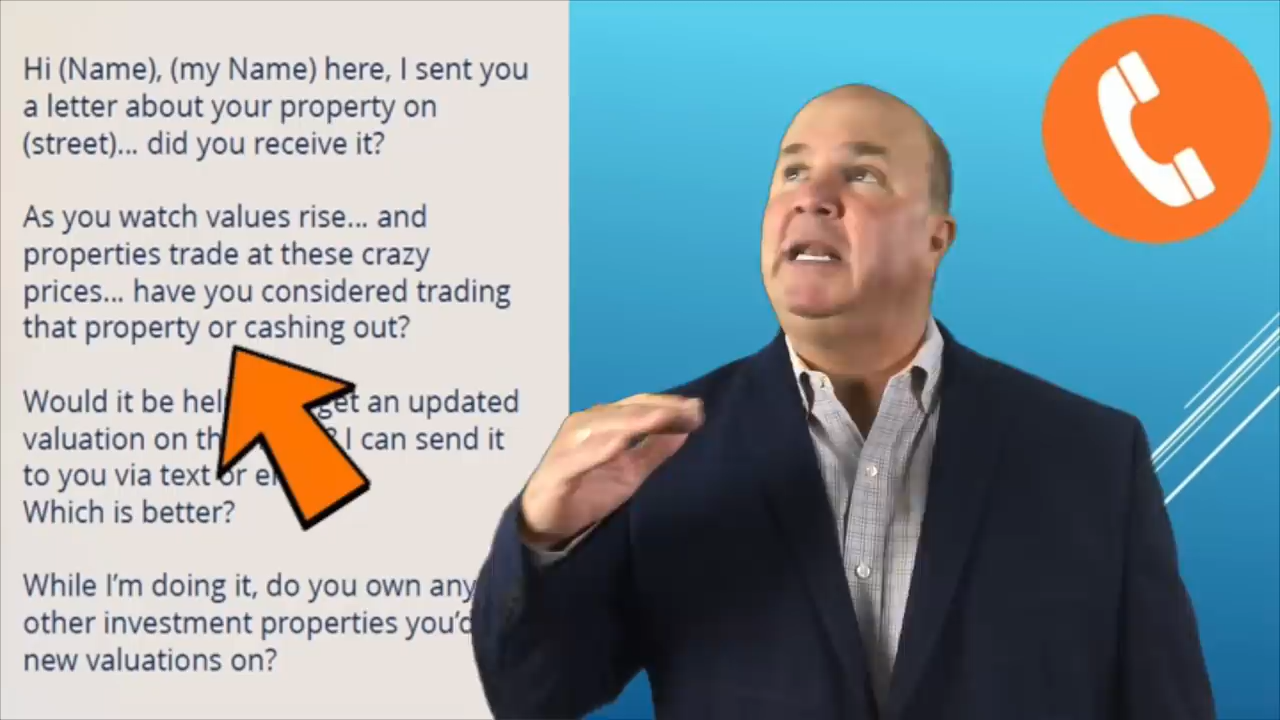 Hi (Name), (my Name) here, I sent you
a letter about your property on
(street)... did you receive it?
As you watch values rise... and
properties trade at these crazy
prices... have you considered trading
that property or cashing out?
Would it be get an updated
valuation on I can send it
to you via text or
Which is better?
While I'm doing it, do you own any
other investment properties you'd
new valuations on?